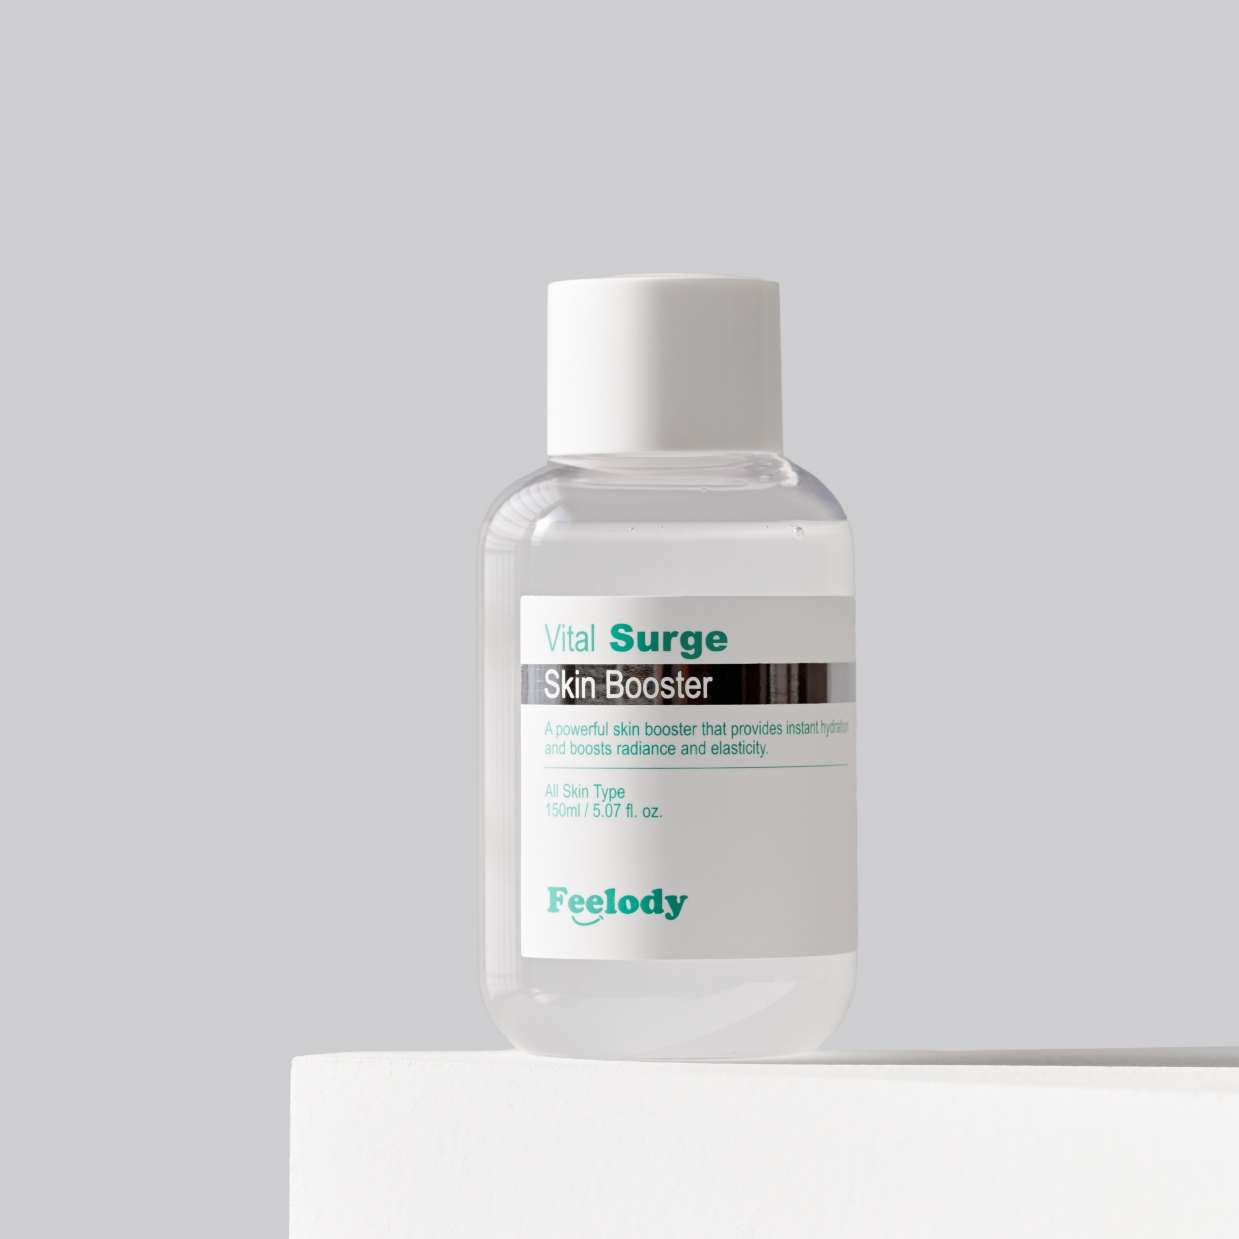 Vital Surge
Skin Booster
A powerful skin booster that provides instant hydration
and boosts radiance and elasticity.
All Skin Type
150ml / 5.07 fl. oz.
Feelody